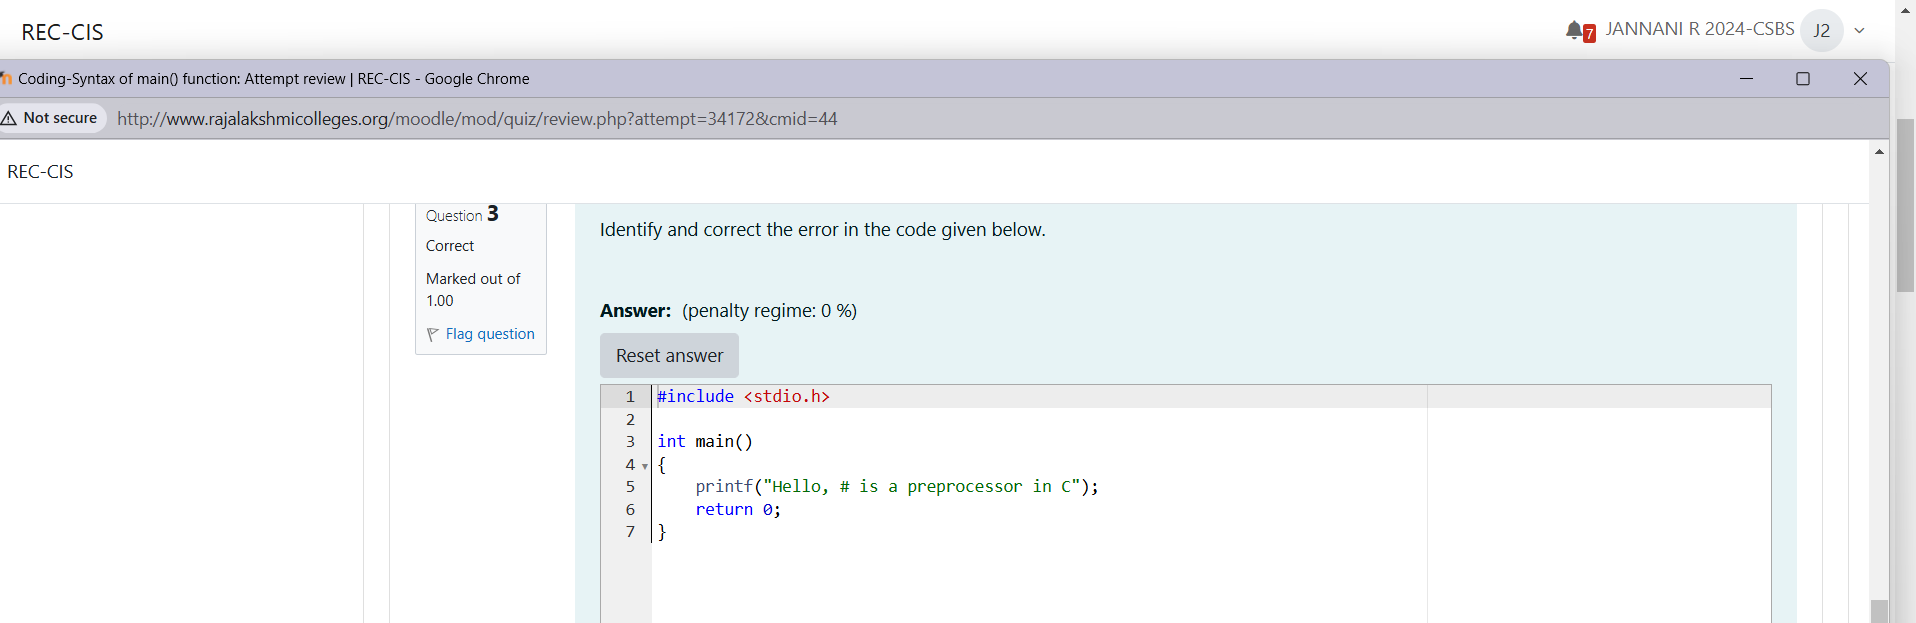 REC-CIS
7 JANNANI R 2024-CSBS J2
Coding-Syntax of main() function: Attempt review | REC-CIS - Google Chrome
Not secure http://www.rajalakshmicolleges.org/moodle/mod/quiz/review.php?attempt=34172&cmid=44
REC-CIS
Question 3
Correct
Marked out of
1.00
Flag question
Identify and correct the error in the code given below.
Answer: (penalty regime: 0 %)
Reset answer
1 #include <stdio.h>
2
3 int main()
4 {
5 printf("Hello, # is a preprocessor in C");
6 return 0;
7 }